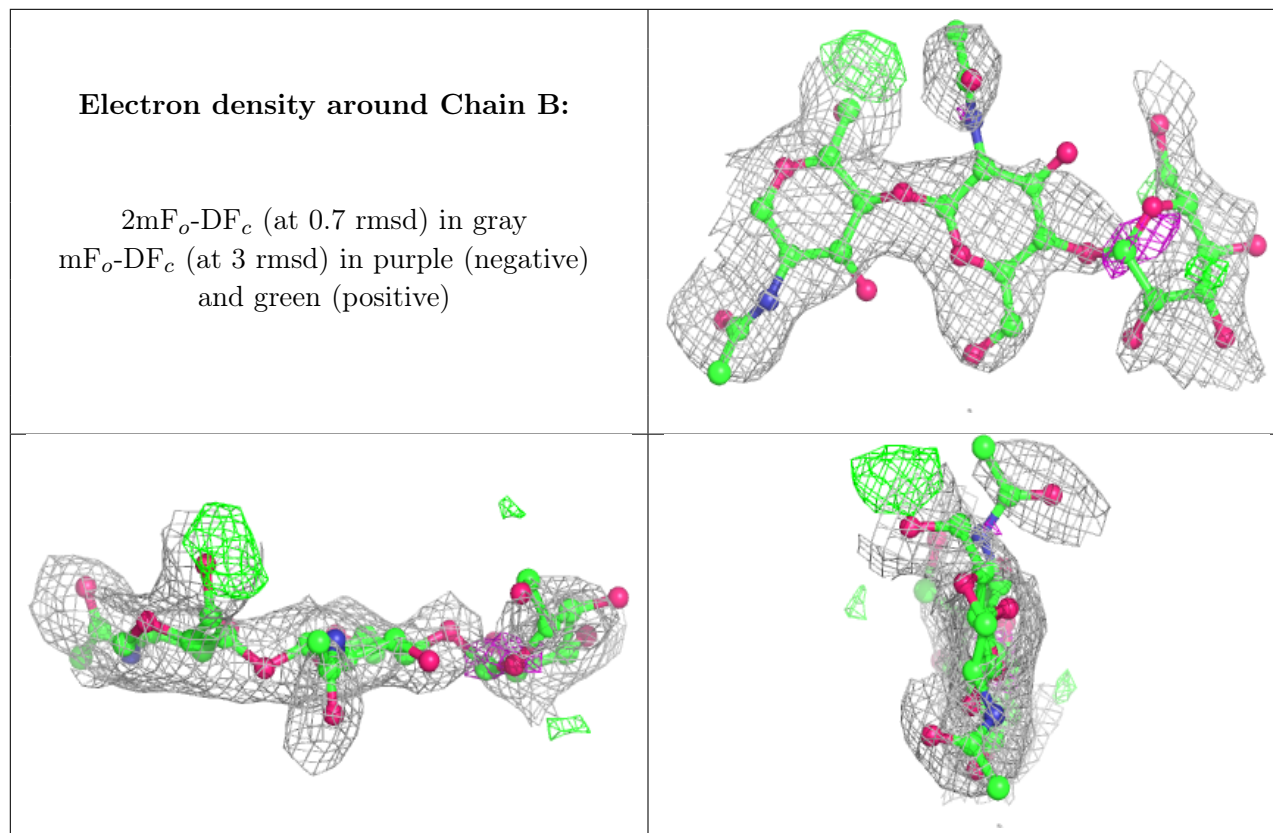 Electron density around Chain B:
2mFₒ-DF𝒸 (at 0.7 rmsd) in gray
mFₒ-DF𝒸 (at 3 rmsd) in purple (negative)
and green (positive)